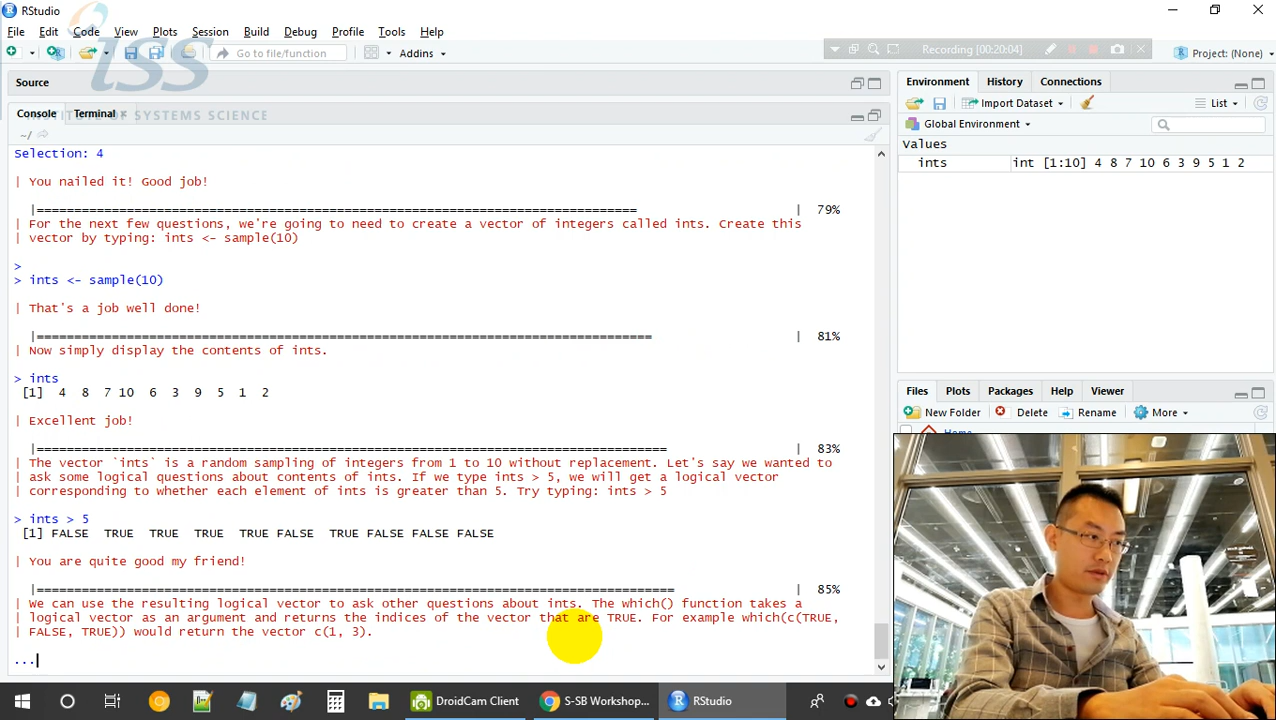 RStudio
File Edit Code View Plots Session Build Debug Profile Tools Help
Go to file/function
Addins
Recording [00:20:04]
Project: (None)
iss
INSTITUTE OF SYSTEMS SCIENCE
Source
Console Terminal
~/
Selection: 4
| You nailed it! Good job!
|================================================================================ | 79%
| For the next few questions, we're going to need to create a vector of integers called ints. Create this
| vector by typing: ints <- sample(10)
>
> ints <- sample(10)
| That's a job well done!
|================================================================================== | 81%
| Now simply display the contents of ints.
> ints
[1] 4 8 7 10 6 3 9 5 1 2
| Excellent job!
|==================================================================================== | 83%
| The vector `ints` is a random sampling of integers from 1 to 10 without replacement. Let's say we wanted to
| ask some logical questions about contents of ints. If we type ints > 5, we will get a logical vector
| corresponding to whether each element of ints is greater than 5. Try typing: ints > 5
> ints > 5
[1] FALSE TRUE TRUE TRUE TRUE FALSE TRUE FALSE FALSE FALSE
| You are quite good my friend!
|===================================================================================== | 85%
| We can use the resulting logical vector to ask other questions about ints. The which() function takes a
| logical vector as an argument and returns the indices of the vector that are TRUE. For example which(c(TRUE,
| FALSE, TRUE)) would return the vector c(1, 3).
...
Environment History Connections
Import Dataset
List
Global Environment
Values
ints int [1:10] 4 8 7 10 6 3 9 5 1 2
Files Plots Packages Help Viewer
New Folder Delete Rename More
Home
DroidCam Client
S-SB Workshop...
RStudio